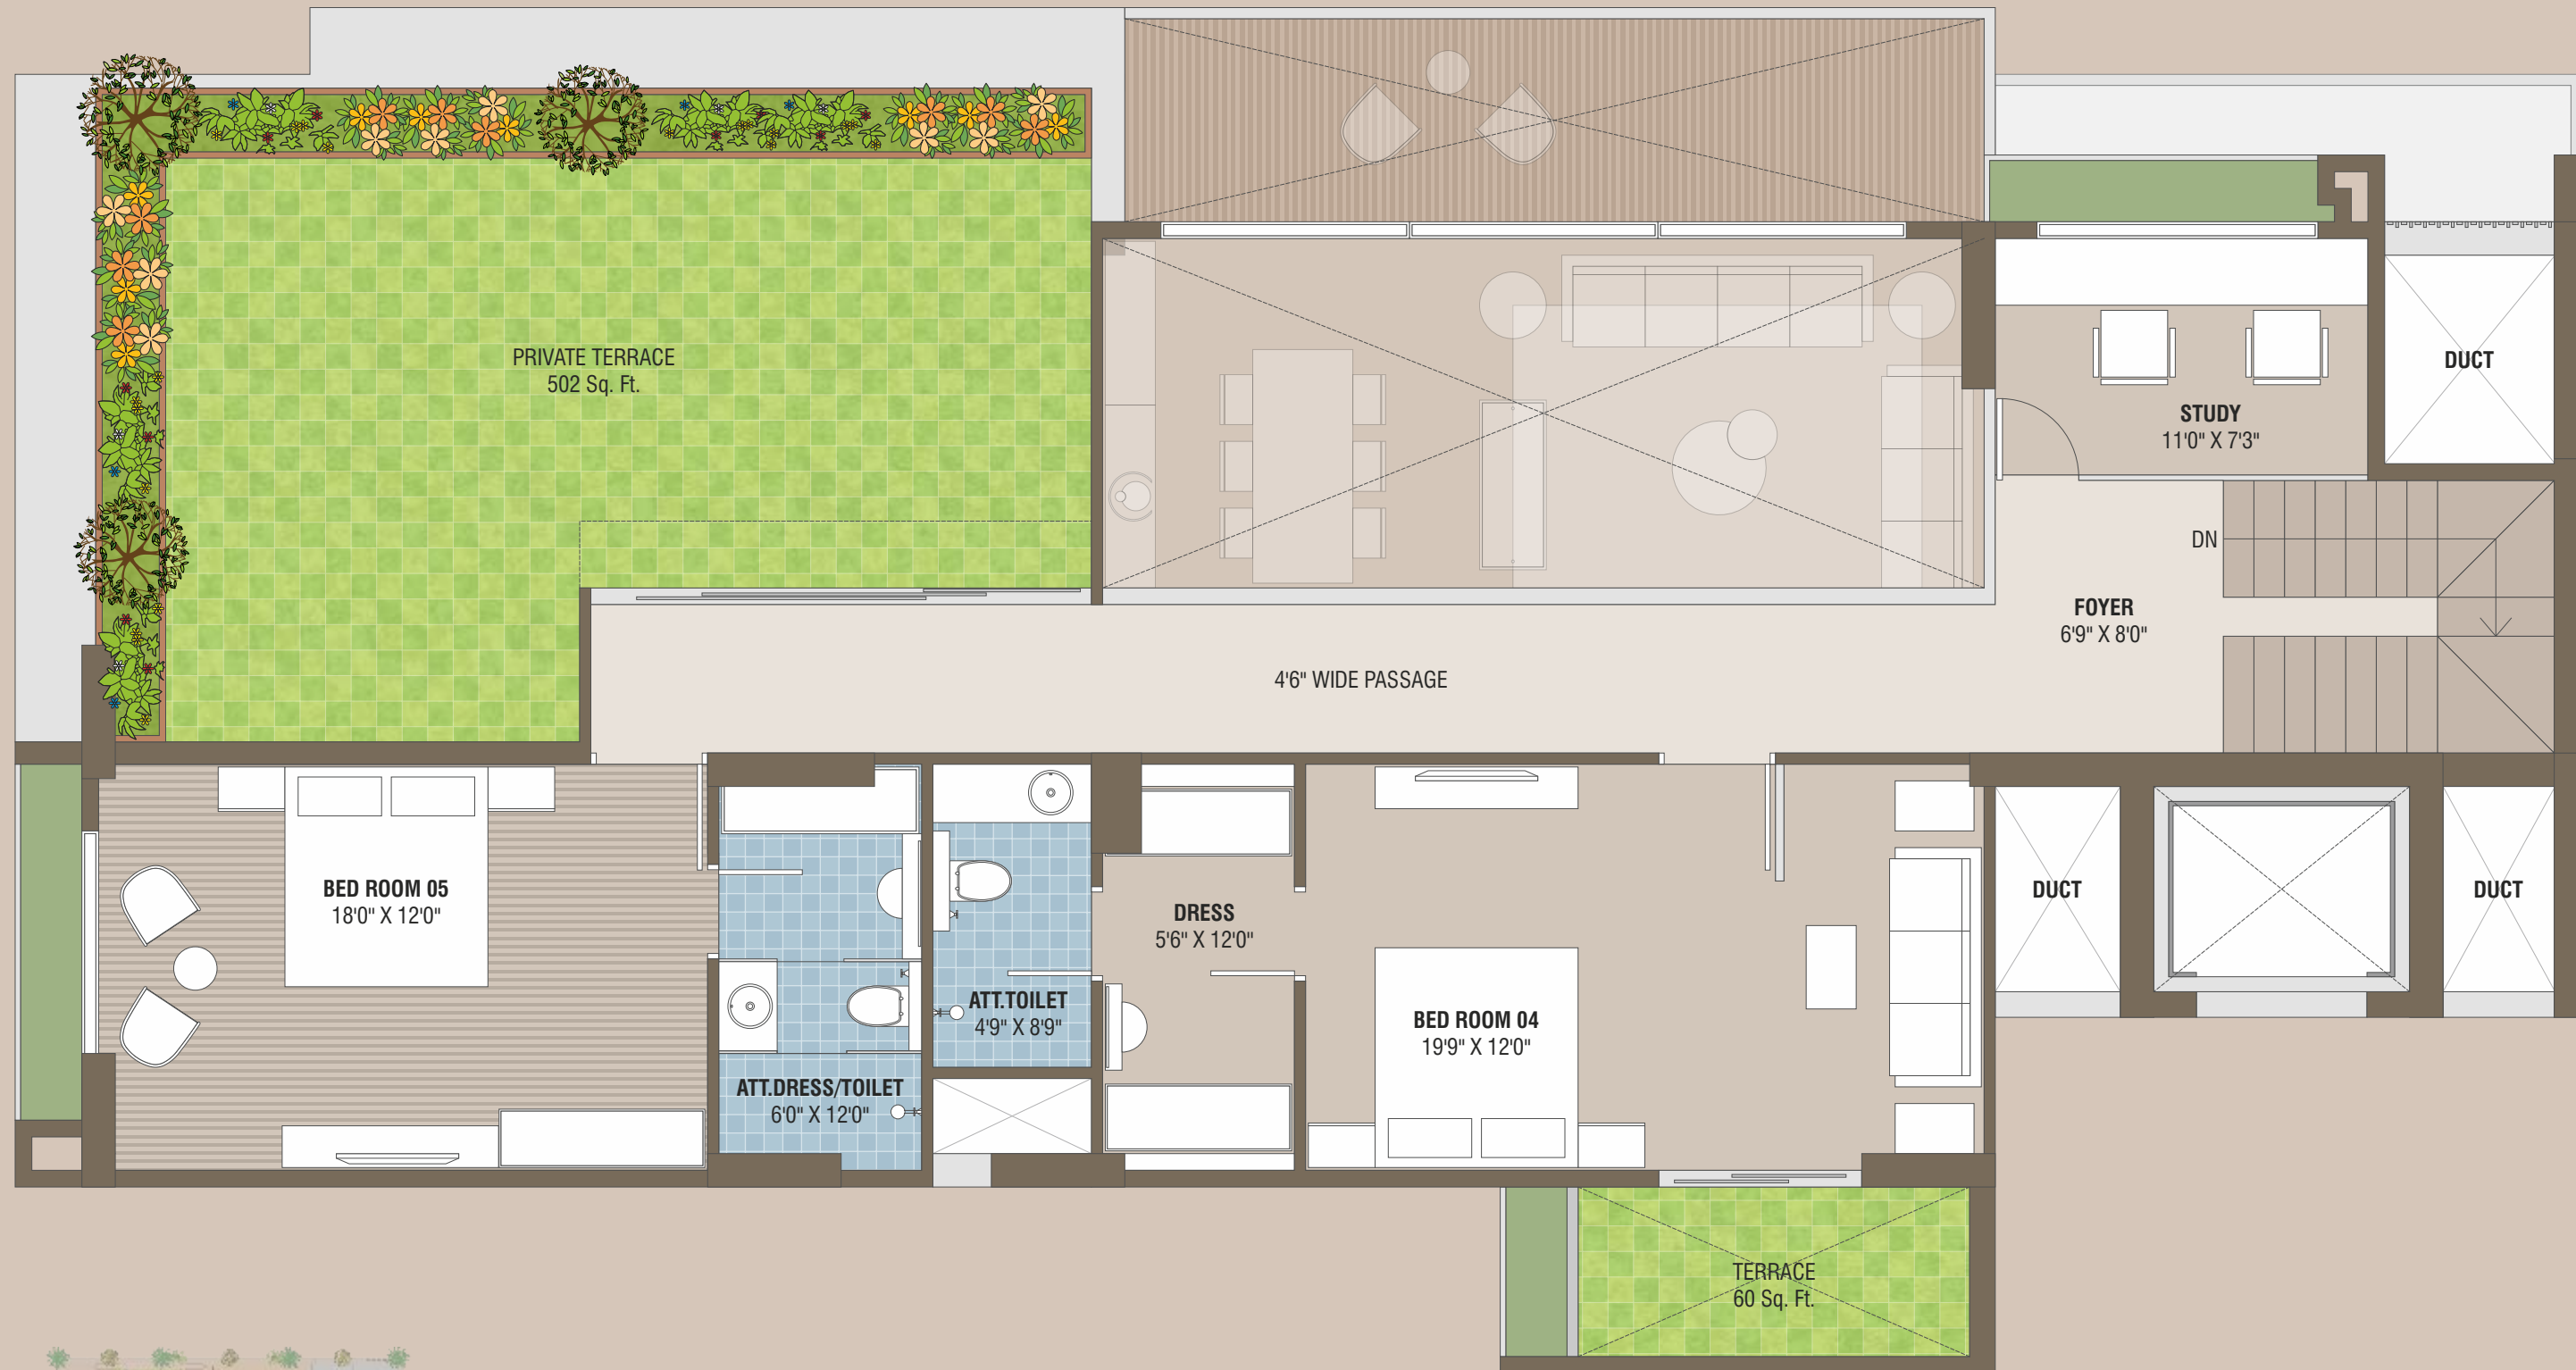 PRIVATE TERRACE
502 Sq. Ft.
DUCT
STUDY
11'0" X 7'3"
DN
FOYER
6'9" X 8'0"
4'6" WIDE PASSAGE
BED ROOM 05
18'0" X 12'0"
DRESS
5'6" X 12'0"
DUCT
DUCT
ATT.TOILET
4'9" X 8'9"
BED ROOM 04
19'9" X 12'0"
ATT.DRESS/TOILET
6'0" X 12'0"
TERRACE
60 Sq. Ft.